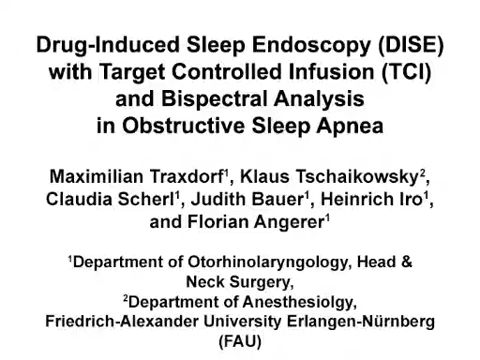 Drug-Induced Sleep Endoscopy (DISE)
with Target Controlled Infusion (TCI)
and Bispectral Analysis
in Obstructive Sleep Apnea
Maximilian Traxdorf¹, Klaus Tschaikowsky²,
Claudia Scherl¹, Judith Bauer¹, Heinrich Iro¹,
and Florian Angerer¹
¹Department of Otorhinolaryngology, Head &
Neck Surgery,
²Department of Anesthesiolgy,
Friedrich-Alexander University Erlangen-Nürnberg
(FAU)